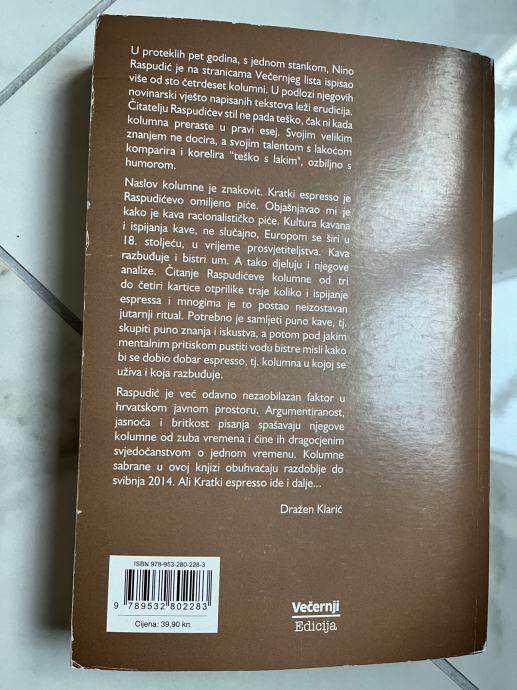 U proteklih pet godina, s jednom stankom, Nino
Raspudić je na stranicama Večernjeg lista ispisao
više od sto četrdeset kolumni. U podlozi njegovih
novinarski vješto napisanih tekstova leži erudicija.
Čitatelju Raspudićev stil ne pada teško, čak ni kada
kolumna preraste u pravi esej. Svojim velikim
znanjem ne docira, a svojim talentom s lakoćom
komparira i korelira "teško s lakim", ozbiljno s
humorom.
Naslov kolumne je znakovit. Kratki espresso je
Raspudićevo omiljeno piće. Objašnjavao mi je
kako je kava racionalističko piće. Kultura kavana
i ispijanja kave, ne slučajno, Europom se širi u
18. stoljeću, u vrijeme prosvjetiteljstva. Kava
razbuđuje i bistri um. A tako djeluju i njegove
analize. Čitanje Raspudićeve kolumne od tri
do četiri kartice otprilike traje koliko i ispijanje
espressa i mnogima je to postao neizostavan
jutarnji ritual. Potrebno je samljeti puno kave, tj.
skupiti puno znanja i iskustva, a potom pod jakim
mentalnim pritiskom pustiti vodu bistre misli kako
bi se dobio dobar espresso, tj. kolumna u kojoj se
uživa i koja razbuđuje.
Raspudić je već odavno nezaobilazan faktor u
hrvatskom javnom prostoru. Argumentiranost,
jasnoća i britkost pisanja spašavaju njegove
kolumne od zuba vremena i čine ih dragocjenim
svjedočanstvom o jednom vremenu. Kolumne
sabrane u ovoj knjizi obuhvaćaju razdoblje do
svibnja 2014. Ali Kratki espresso ide i dalje...
Dražen Klarić
ISBN 978-953-280-228-3
9 789532 802283
Cijena: 39,90 kn
Večernji
Edicija